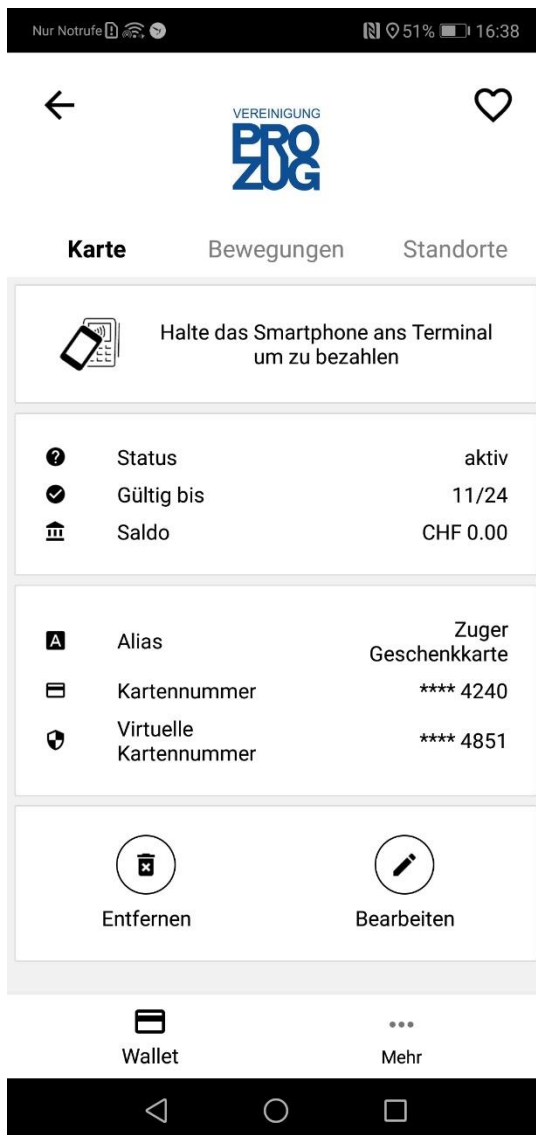 Nur Notrufe 51% 16:38
VEREINIGUNG
PRO
ZUG
Karte Bewegungen Standorte
Halte das Smartphone ans Terminal
um zu bezahlen
Status aktiv
Gültig bis 11/24
Saldo CHF 0.00
Alias Zuger
Geschenkkarte
Kartennummer **** 4240
Virtuelle
Kartennummer **** 4851
Entfernen Bearbeiten
Wallet Mehr